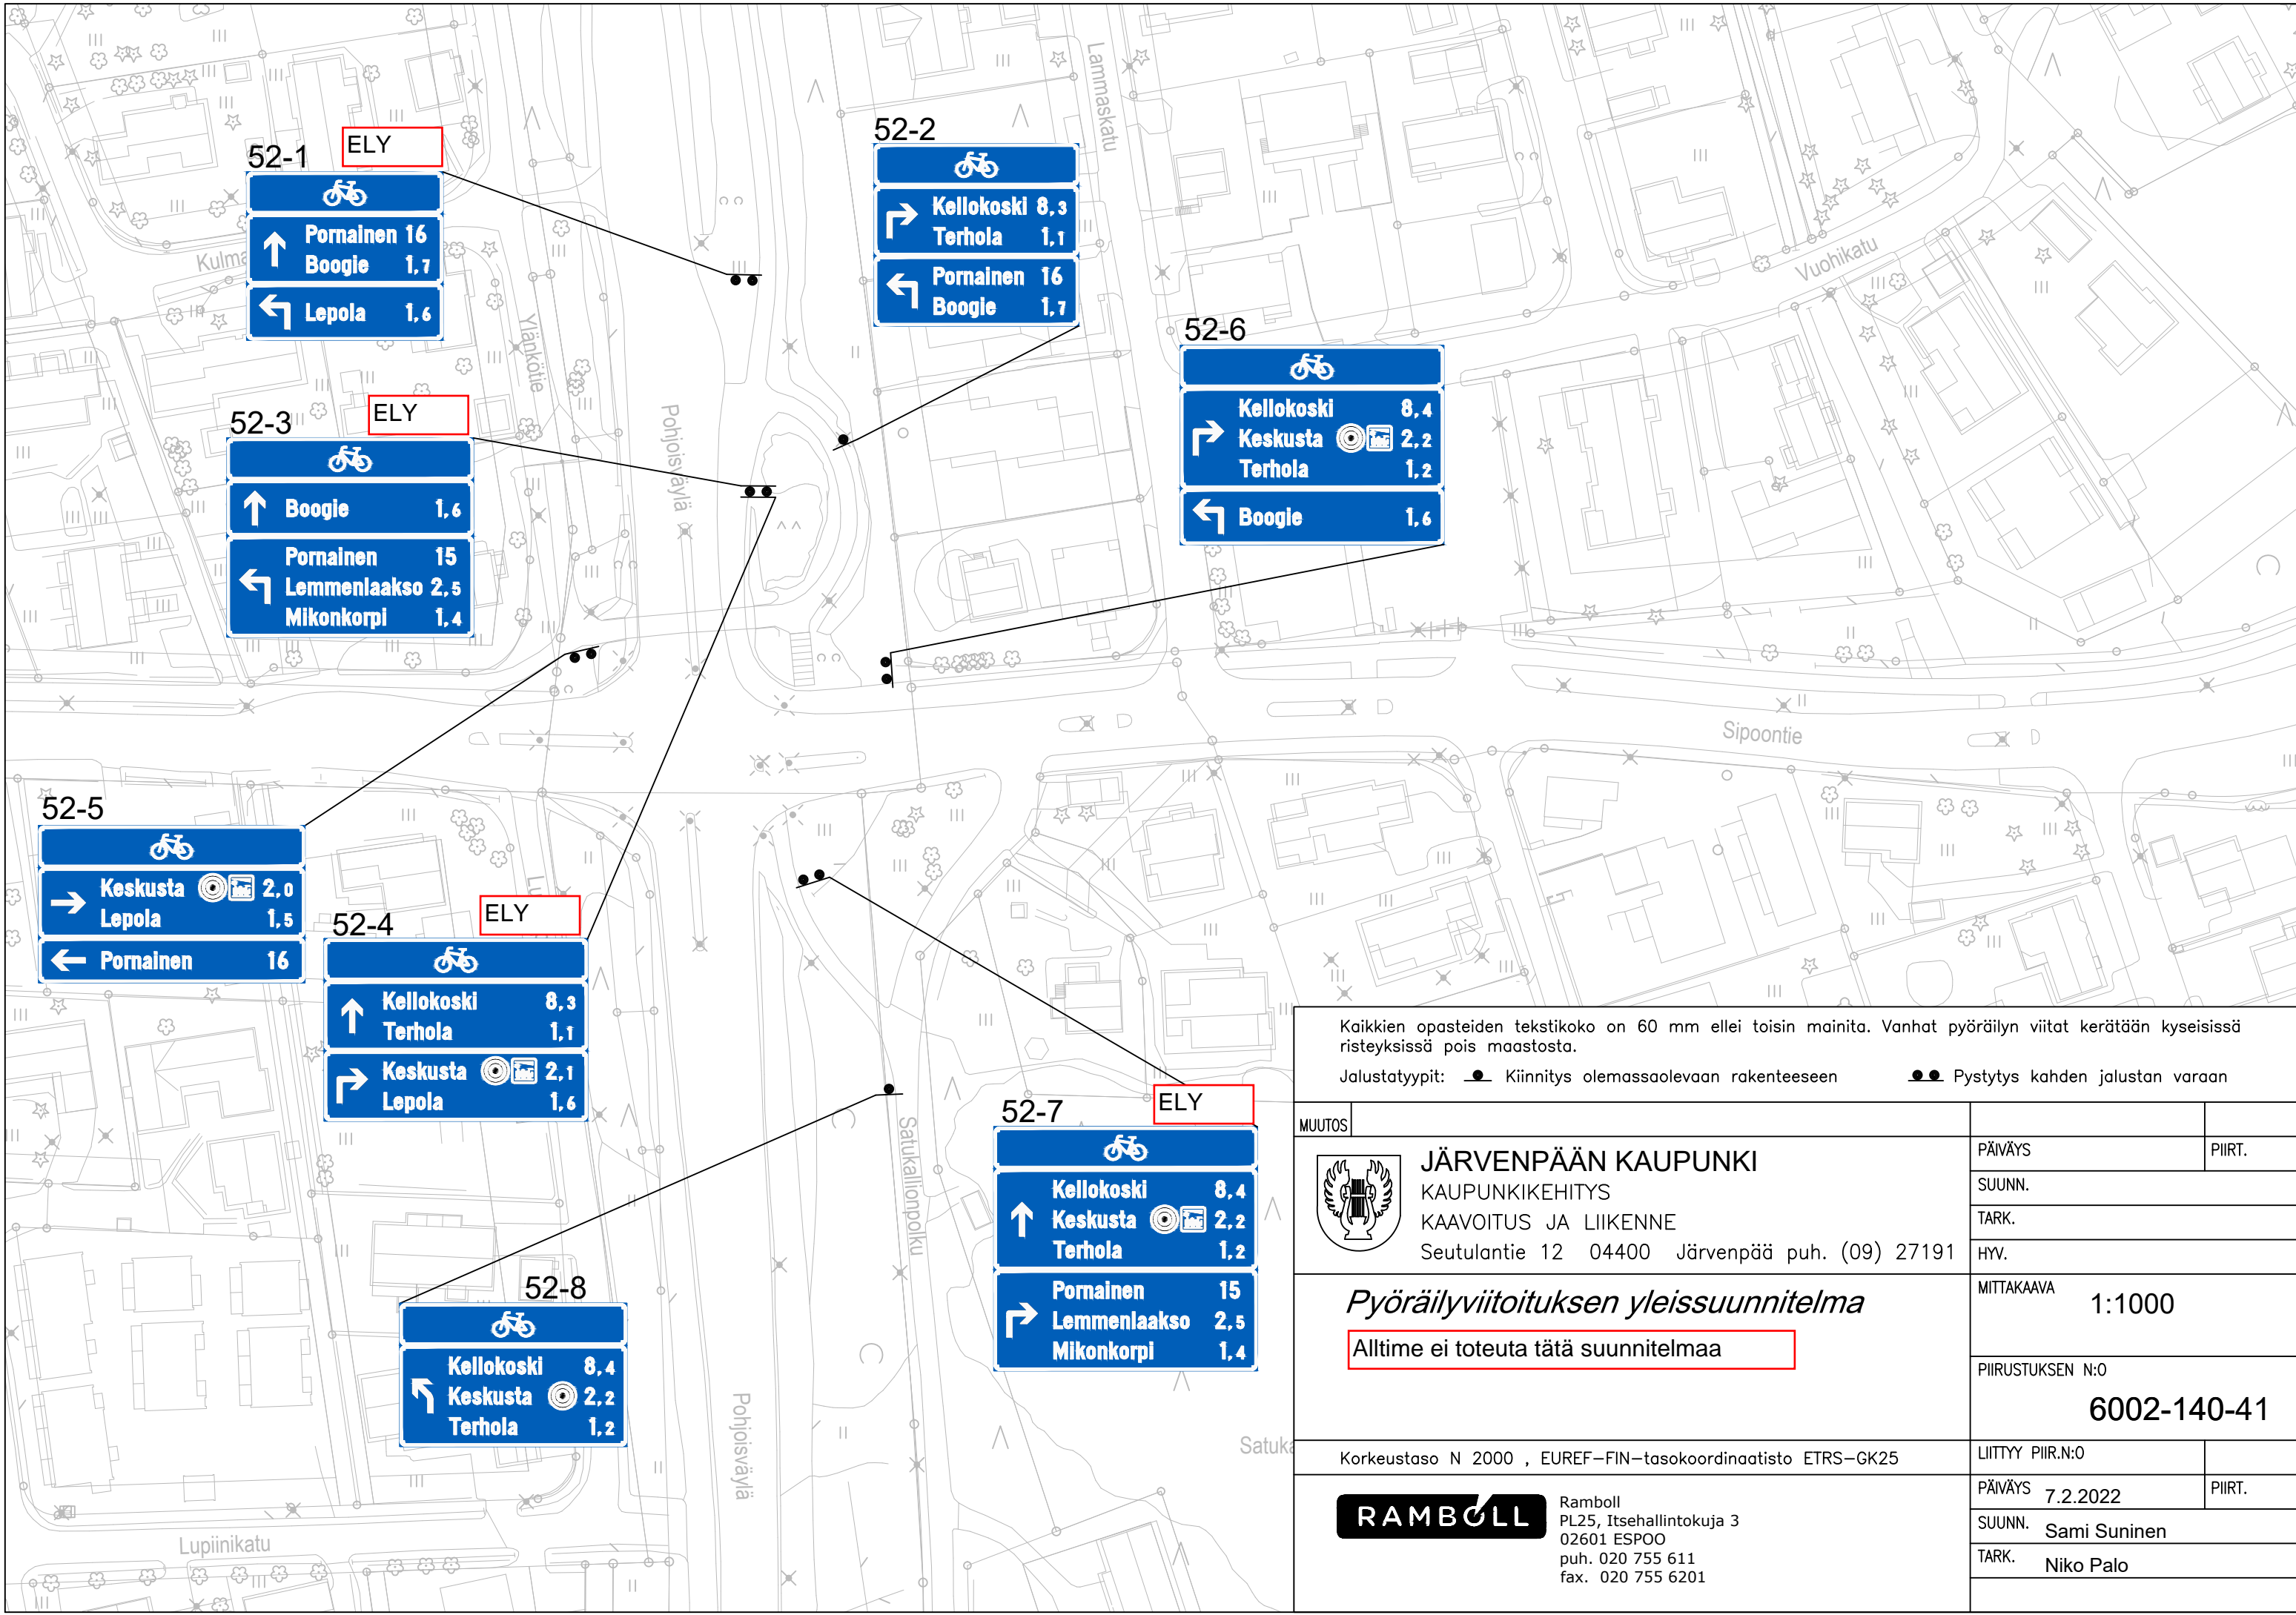 52-1
ELY
Pornainen 16
Boogie 1,7
Lepola 1,6
52-2
Kellokoski 8,3
Terhola 1,1
Pornainen 16
Boogie 1,7
Lammaskatu
Vuohikatu
Ylänkötie
Pohjoisväylä
52-6
Kellokoski 8,4
Keskusta 2,2
Terhola 1,2
Boogie 1,6
52-3
ELY
Boogie 1,6
Pornainen 15
Lemmenlaakso 2,5
Mikonkorpi 1,4
Sipoontie
52-5
Keskusta 2,0
Lepola 1,5
Pornainen 16
52-4
ELY
Kellokoski 8,3
Terhola 1,1
Keskusta 2,1
Lepola 1,6
52-7
ELY
Kellokoski 8,4
Keskusta 2,2
Terhola 1,2
Pornainen 15
Lemmenlaakso 2,5
Mikonkorpi 1,4
Satukallionpolku
52-8
Kellokoski 8,4
Keskusta 2,2
Terhola 1,2
Pohjoisväylä
Lupiinikatu
Kaikkien opasteiden tekstikoko on 60 mm ellei toisin mainita. Vanhat pyöräilyn viitat kerätään kyseisissä
risteyksissä pois maastosta.
Jalustatyypit: Kiinnitys olemassaolevaan rakenteeseen Pystytys kahden jalustan varaan
MUUTOS
JÄRVENPÄÄN KAUPUNKI
KAUPUNKIKEHITYS
KAAVOITUS JA LIIKENNE
Seutulantie 12 04400 Järvenpää puh. (09) 27191
PÄIVÄYS PIIRT.
SUUNN.
TARK.
HYV.
Pyöräilyviitoituksen yleissuunnitelma
Alltime ei toteuta tätä suunnitelmaa
MITTAKAAVA
1:1000
PIIRUSTUKSEN N:O
6002-140-41
Korkeustaso N 2000 , EUREF-FIN-tasokoordinaatisto ETRS-GK25
LIITTYY PIIR.N:O
RAMBOLL
Ramboll
PL25, Itsehallintokuja 3
02601 ESPOO
puh. 020 755 611
fax. 020 755 6201
PÄIVÄYS 7.2.2022 PIIRT.
SUUNN. Sami Suninen
TARK. Niko Palo